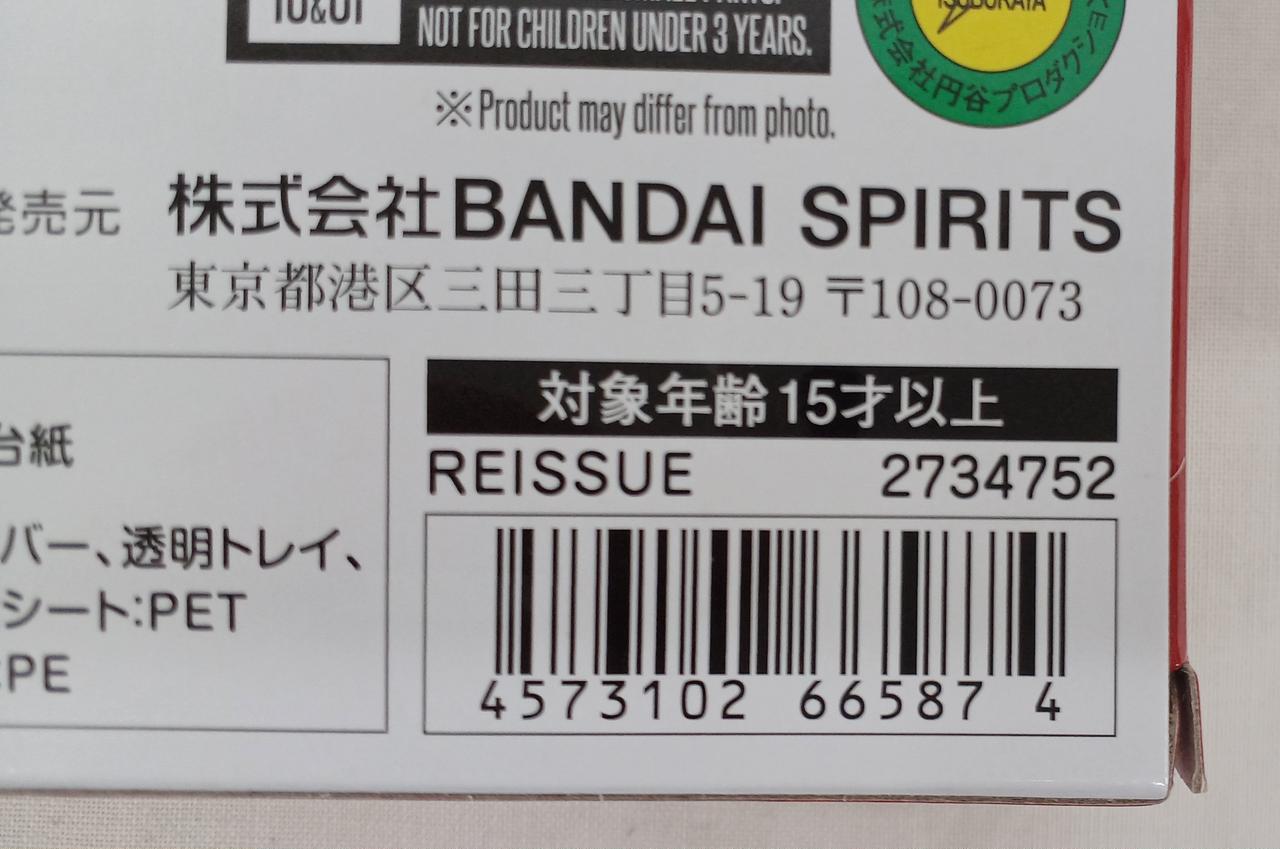 NOT FOR CHILDREN UNDER 3 YEARS.
TSUBURAYA
株式会社円谷プロダクション
※Product may differ from photo.
発売元 株式会社BANDAI SPIRITS
東京都港区三田三丁目5-19 〒108-0073
台紙
バー、透明トレイ、
シート:PET
:PE
対象年齢15才以上
REISSUE 2734752
4573102 66587 4